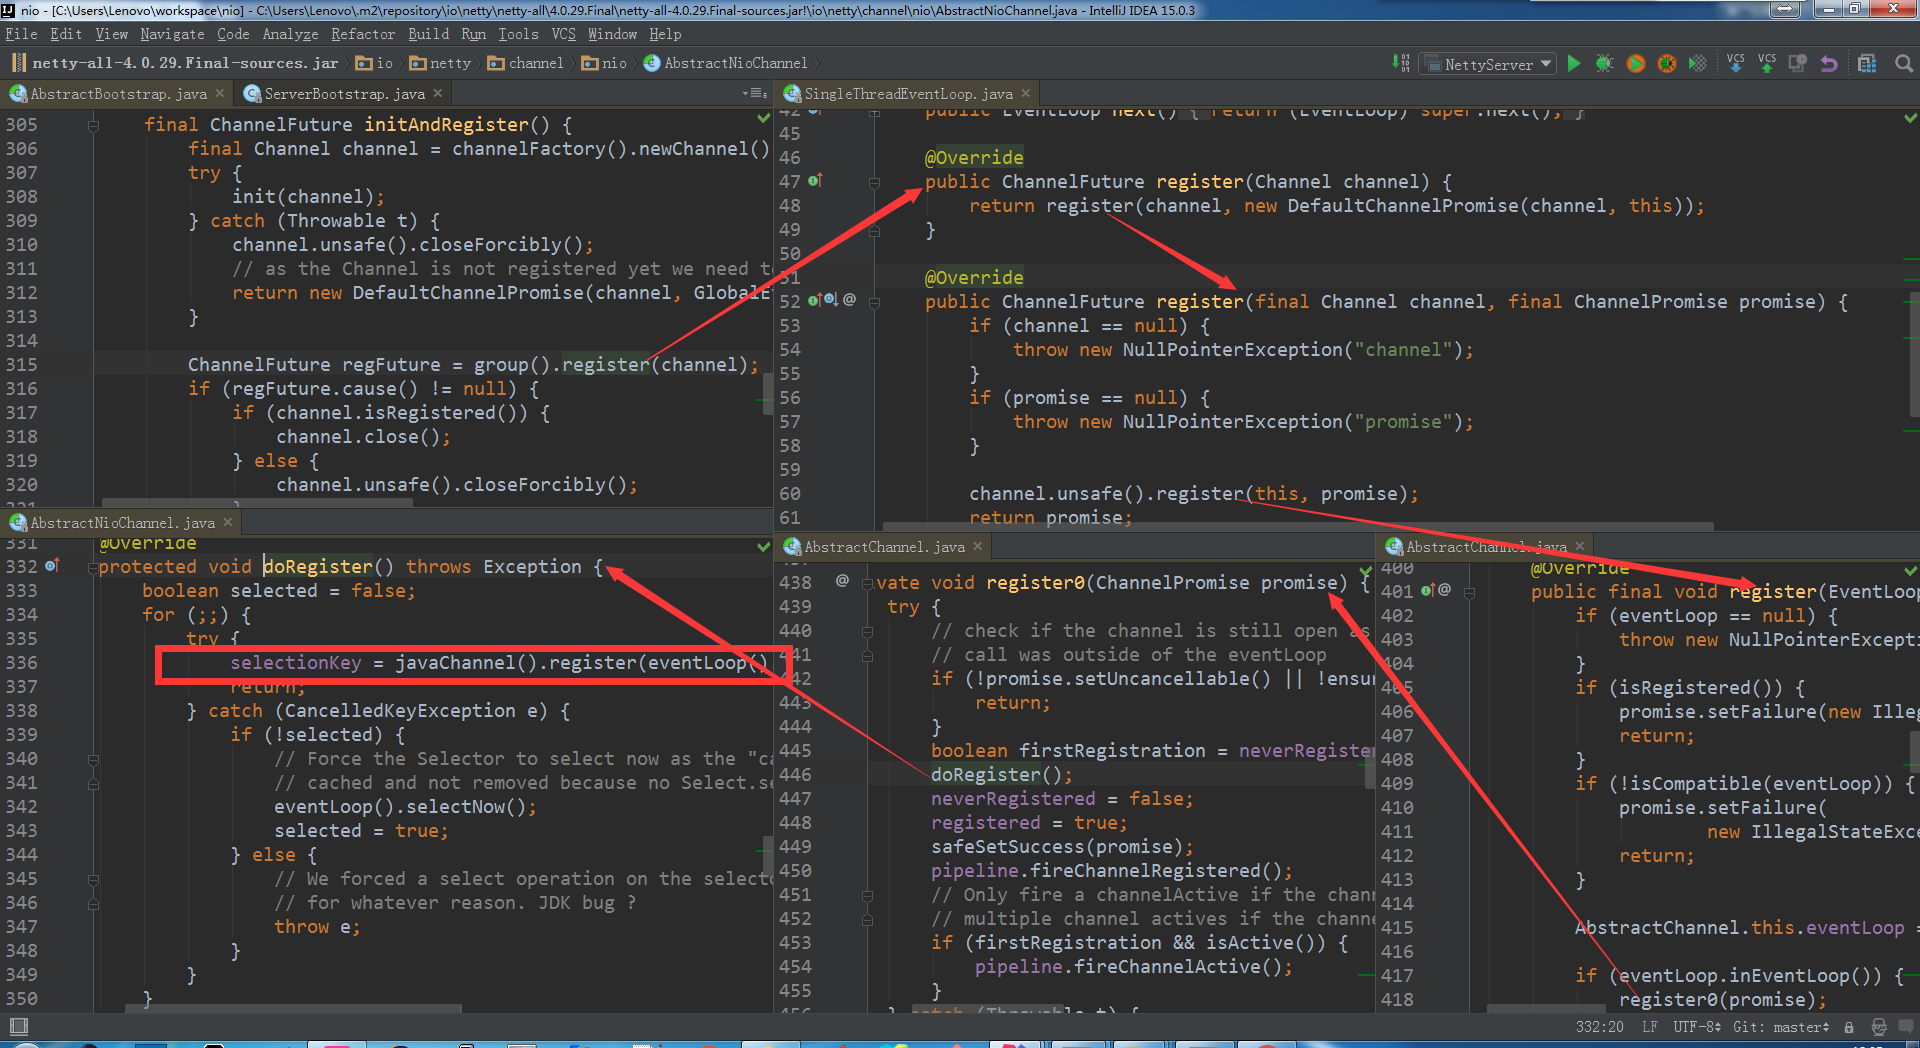 nio - [C:\Users\Lenovo\workspace\nio] - C:\Users\Lenovo\.m2\repository\io\netty\netty-all\4.0.29.Final\netty-all-4.0.29.Final-sources.jar!\io\netty\channel\nio\AbstractNioChannel.java - IntelliJ IDEA 15.0.3
File Edit View Navigate Code Analyze Refactor Build Run Tools VCS Window Help
netty-all-4.0.29.Final-sources.jar io netty channel nio AbstractNioChannel NettyServer VCS VCS
AbstractBootstrap.java ServerBootstrap.java
305 final ChannelFuture initAndRegister() {
306 final Channel channel = channelFactory().newChannel()
307 try {
308 init(channel);
309 } catch (Throwable t) {
310 channel.unsafe().closeForcibly();
311 // as the Channel is not registered yet we need t
312 return new DefaultChannelPromise(channel, GlobalE
313 }
314
315 ChannelFuture regFuture = group().register(channel);
316 if (regFuture.cause() != null) {
317 if (channel.isRegistered()) {
318 channel.close();
319 } else {
320 channel.unsafe().closeForcibly();
SingleThreadEventLoop.java
42 public EventLoop next() { return (EventLoop) super.next(); }
45
46 @Override
47 public ChannelFuture register(Channel channel) {
48 return register(channel, new DefaultChannelPromise(channel, this));
49 }
50
51 @Override
52 @ public ChannelFuture register(final Channel channel, final ChannelPromise promise) {
53 if (channel == null) {
54 throw new NullPointerException("channel");
55 }
56 if (promise == null) {
57 throw new NullPointerException("promise");
58 }
59
60 channel.unsafe().register(this, promise);
61 return promise;
AbstractNioChannel.java
331 @Override
332 protected void doRegister() throws Exception {
333 boolean selected = false;
334 for (;;) {
335 try {
336 selectionKey = javaChannel().register(eventLoop()
337 return;
338 } catch (CancelledKeyException e) {
339 if (!selected) {
340 // Force the Selector to select now as the "ca
341 // cached and not removed because no Select.se
342 eventLoop().selectNow();
343 selected = true;
344 } else {
345 // We forced a select operation on the selecto
346 // for whatever reason. JDK bug ?
347 throw e;
348 }
349 }
350 }
AbstractChannel.java
438 @ vate void register0(ChannelPromise promise) {
439 try {
440 // check if the channel is still open as
441 // call was outside of the eventLoop
442 if (!promise.setUncancellable() || !ensu
443 return;
444 }
445 boolean firstRegistration = neverRegiste
446 doRegister();
447 neverRegistered = false;
448 registered = true;
449 safeSetSuccess(promise);
450 pipeline.fireChannelRegistered();
451 // Only fire a channelActive if the chan
452 // multiple channel actives if the channe
453 if (firstRegistration && isActive()) {
454 pipeline.fireChannelActive();
455 }
456 } catch (Throwable t) {
AbstractChannel.java
400 @Override
401 @ public final void register(EventLoop
402 if (eventLoop == null) {
403 throw new NullPointerExcepti
404 }
405 if (isRegistered()) {
406 promise.setFailure(new Illeg
407 return;
408 }
409 if (!isCompatible(eventLoop)) {
410 promise.setFailure(
411 new IllegalStateExce
412 return;
413 }
414
415 AbstractChannel.this.eventLoop =
416
417 if (eventLoop.inEventLoop()) {
418 register0(promise);
332:20 LF UTF-8 Git: master